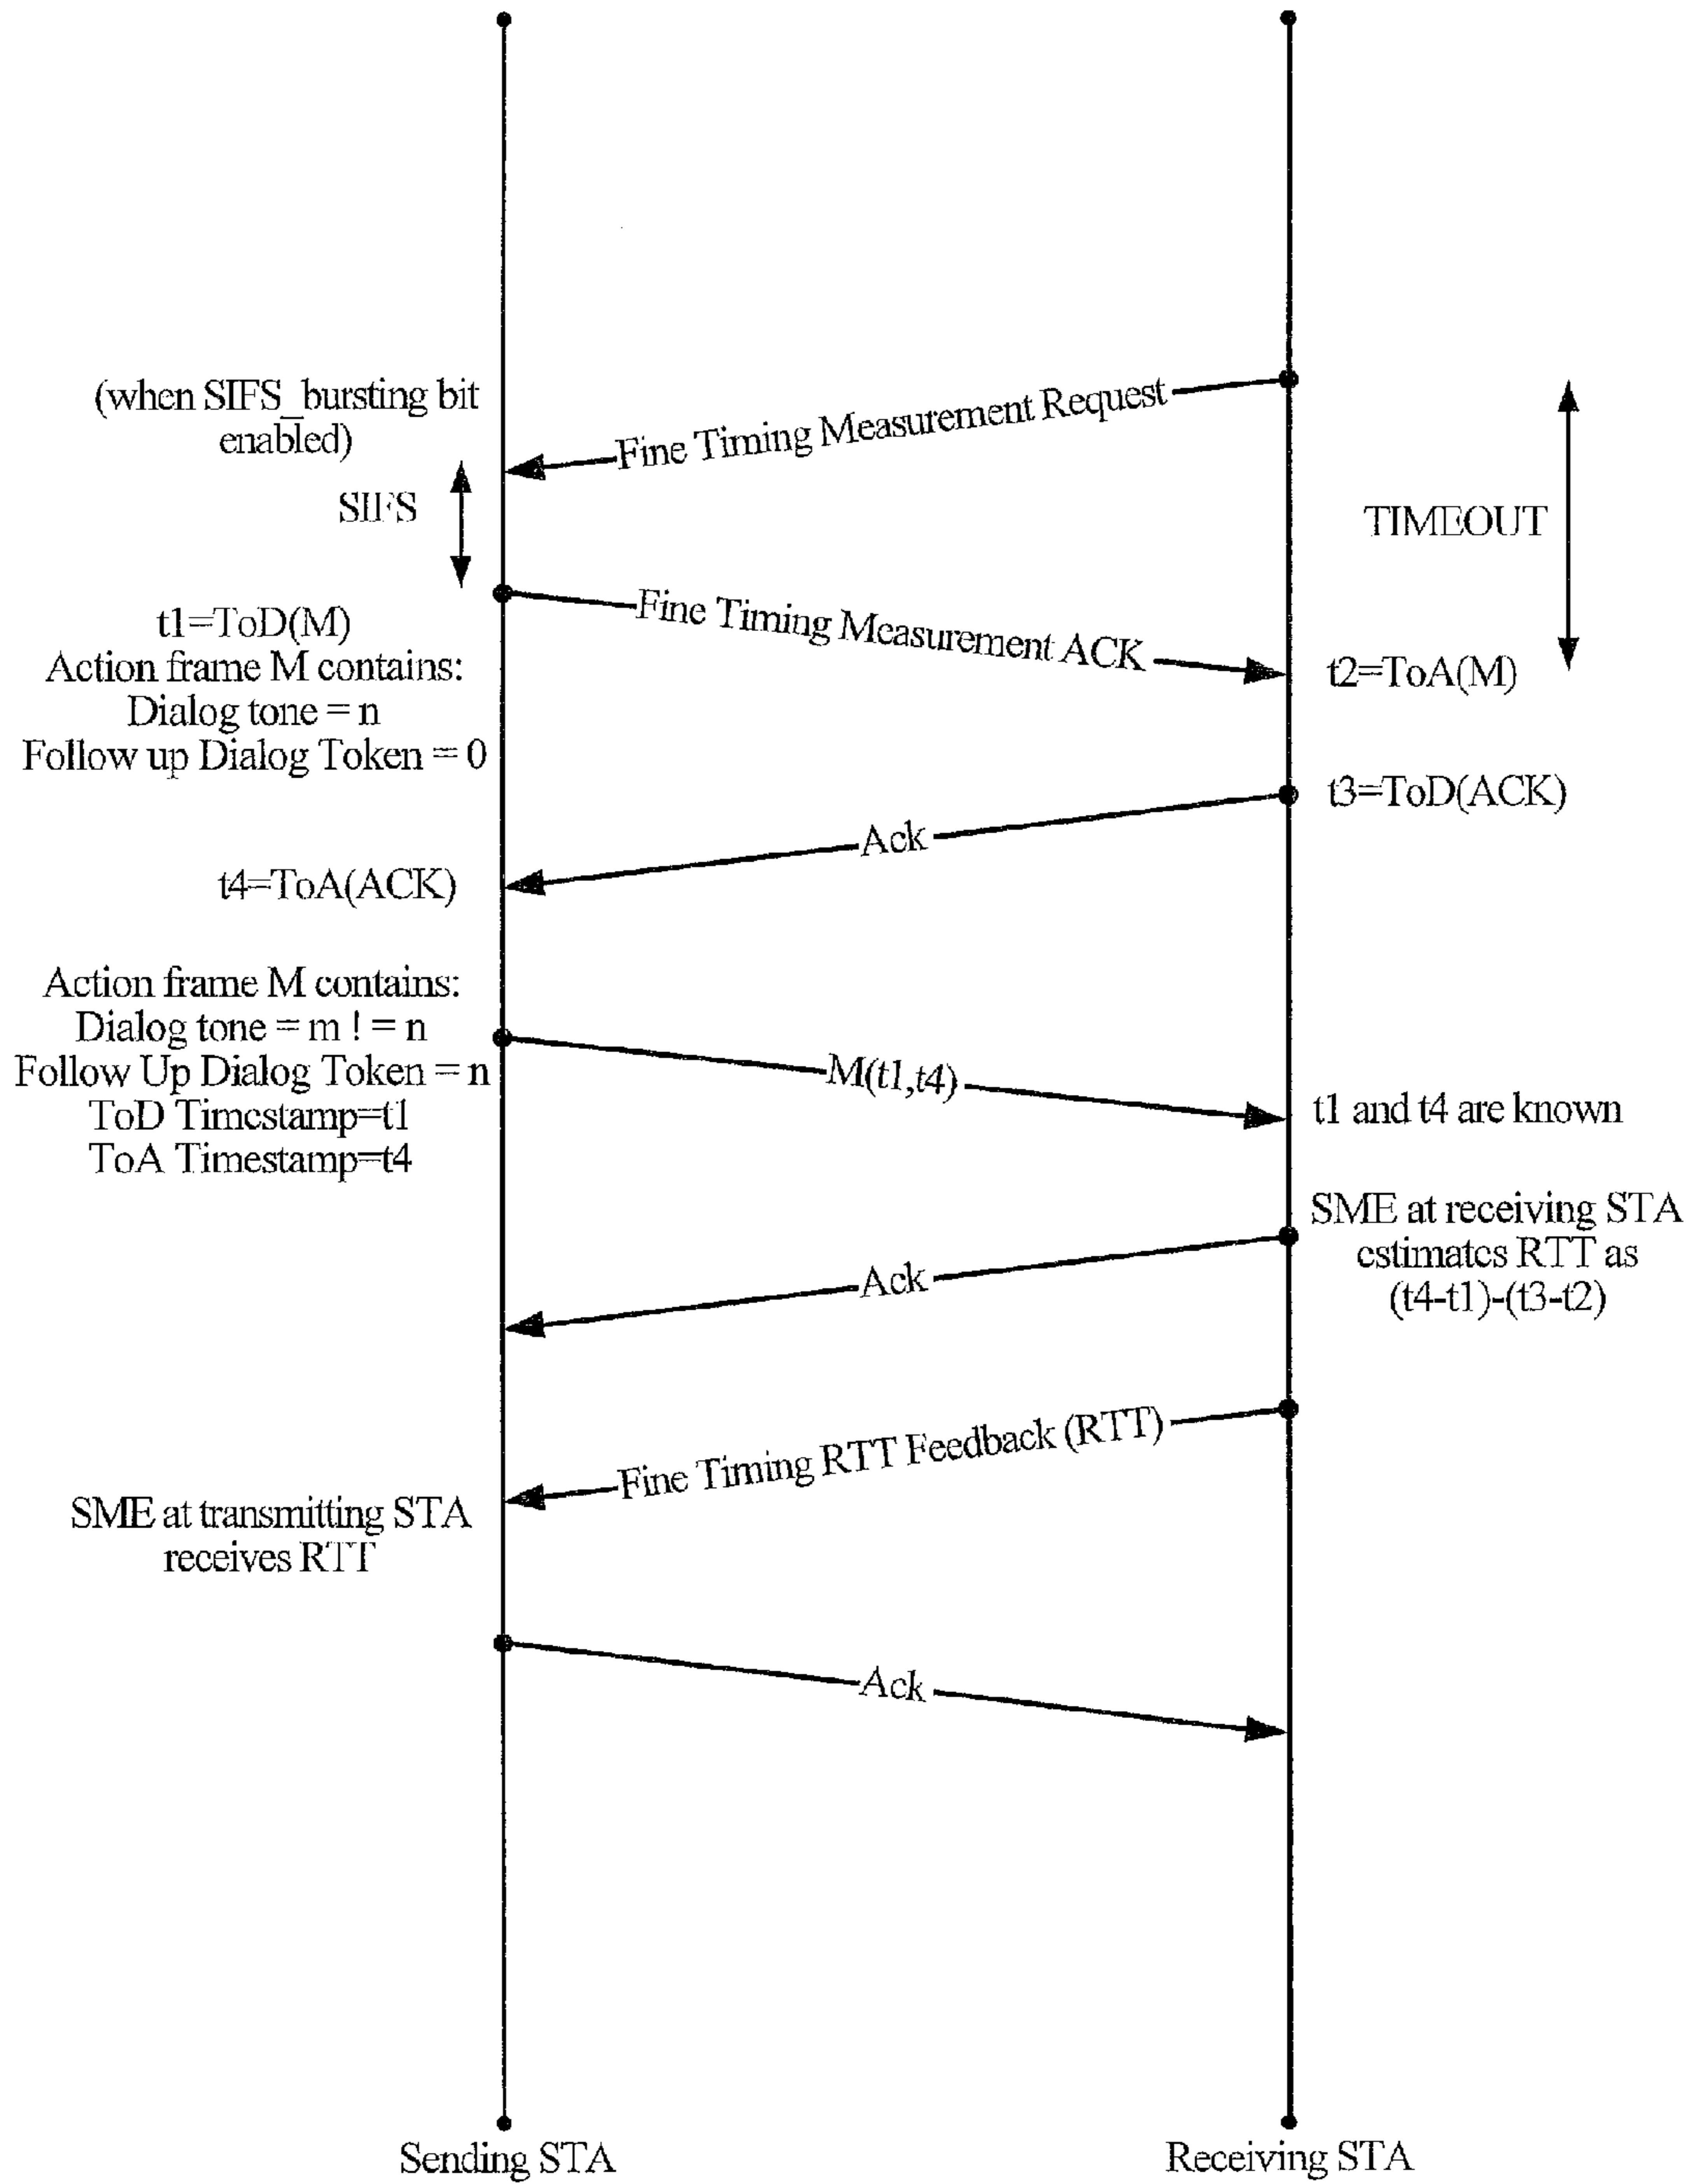 (when SIFS_bursting bit
enabled)
Fine Timing Measurement Request
SIFS
TIMEOUT
Fine Timing Measurement ACK
t1=ToD(M)
Action frame M contains:
Dialog tone = n
Follow up Dialog Token = 0
t2=ToA(M)
t3=ToD(ACK)
Ack
t4=ToA(ACK)
Action frame M contains:
Dialog tone = m ! = n
Follow Up Dialog Token = n
ToD Timestamp=t1
ToA Timestamp=t4
M(t1,t4)
t1 and t4 are known
SME at receiving STA
estimates RTT as
(t4-t1)-(t3-t2)
Ack
Fine Timing RTT Feedback (RTT)
SME at transmitting STA
receives RTT
Ack
Sending STA
Receiving STA